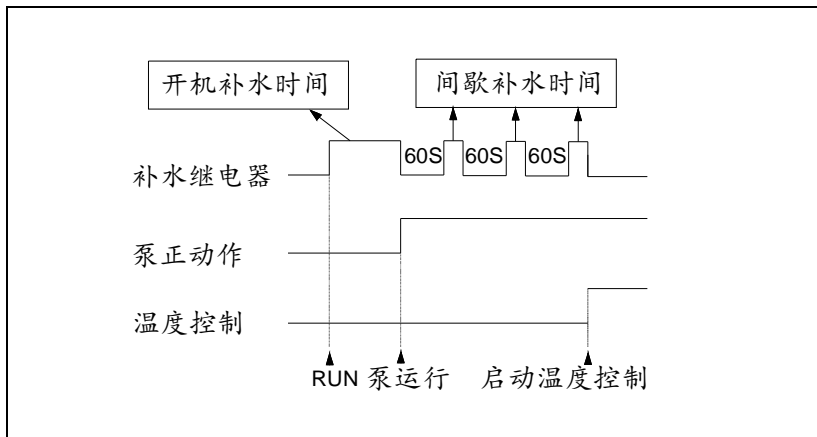 开机补水时间
间歇补水时间
60S 60S 60S
补水继电器
泵正动作
温度控制
RUN 泵运行 启动温度控制